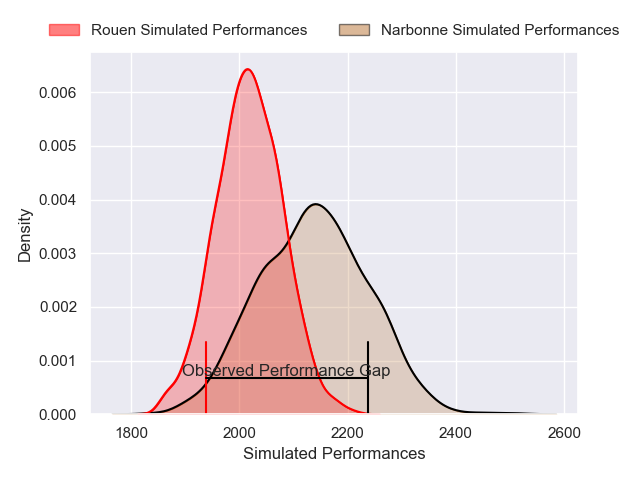 Rouen Simulated Performances
Narbonne Simulated Performances
0.006
0.005
0.004
0.003
0.002
0.001
0.000
Density
Observed Performance Gap
1800 2000 2200 2400 2600
Simulated Performances